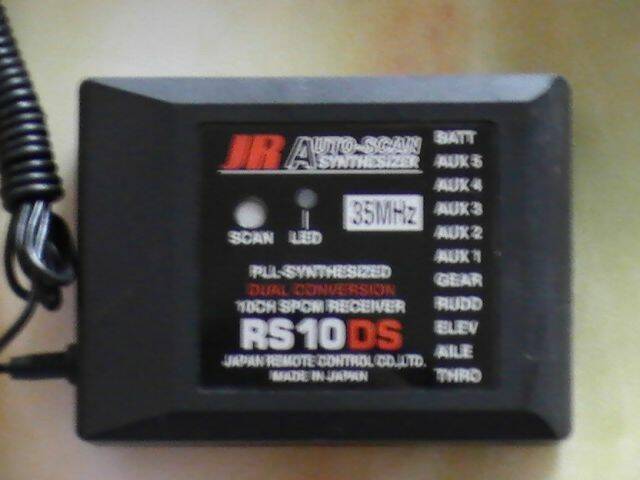 JR AUTO-SCAN
SYNTHESIZER
SCAN LED 35MHz
PLL-SYNTHESIZED
DUAL CONVERSION
10CH SPCM RECEIVER
RS10DS
JAPAN REMOTE CONTROL CO.,LTD.
MADE IN JAPAN
BATT
AUX 5
AUX 4
AUX 3
AUX 2
AUX 1
GEAR
RUDD
ELEV
AILE
THRO